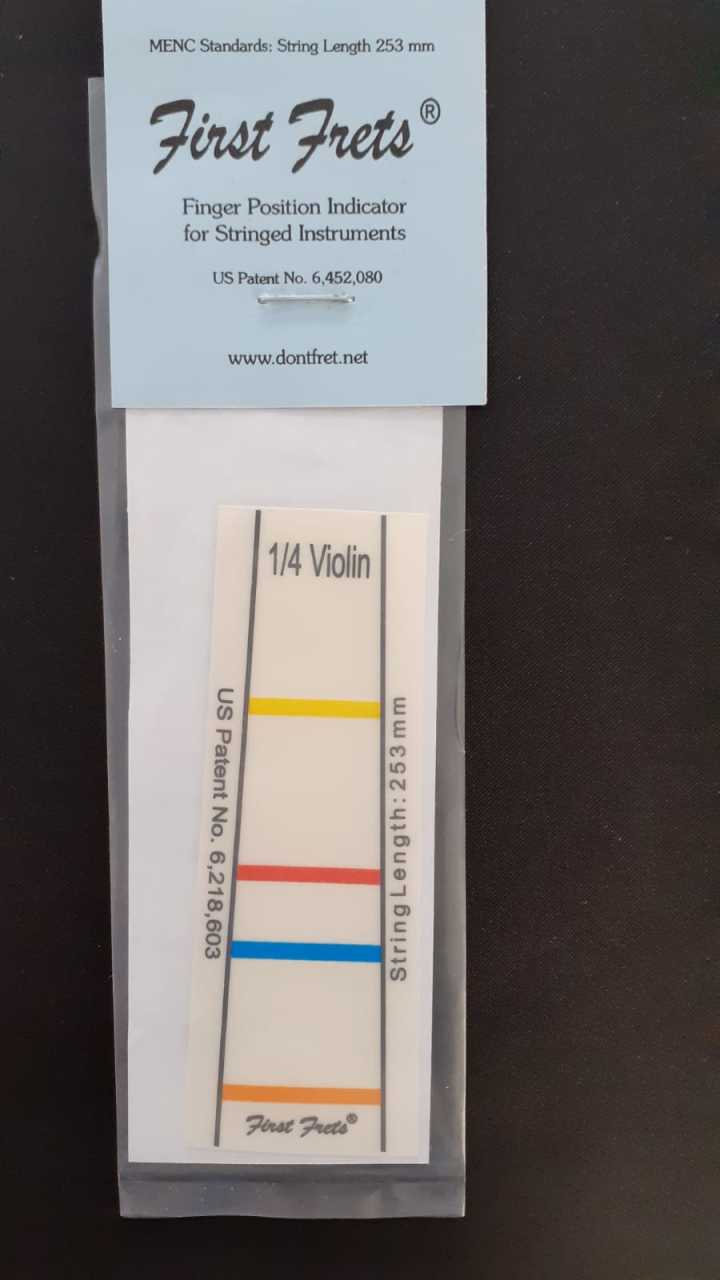 MENC Standards: String Length 253 mm
First Frets®
Finger Position Indicator
for Stringed Instruments
US Patent No. 6,452,080
www.dontfret.net
1/4 Violin
US Patent No. 6,218,603
String Length: 253 mm
First Frets®